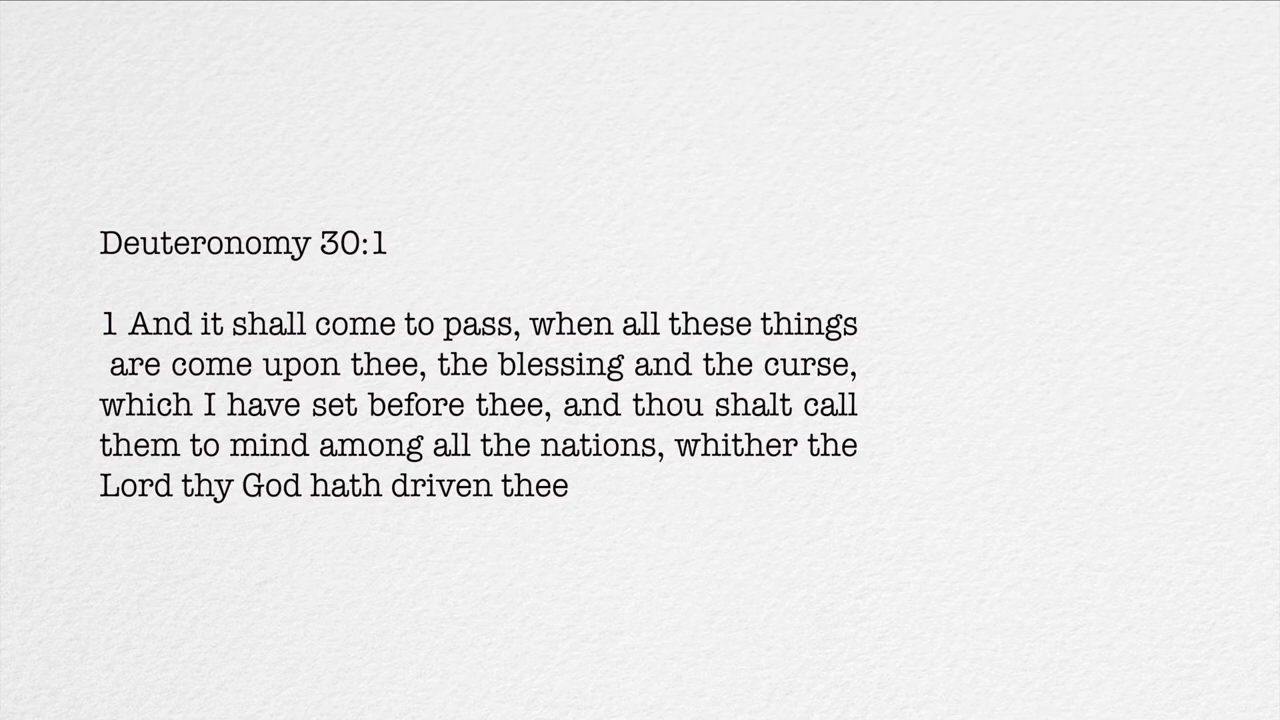 Deuteronomy 30:1
1 And it shall come to pass, when all these things
are come upon thee, the blessing and the curse,
which I have set before thee, and thou shalt call
them to mind among all the nations, whither the
Lord thy God hath driven thee